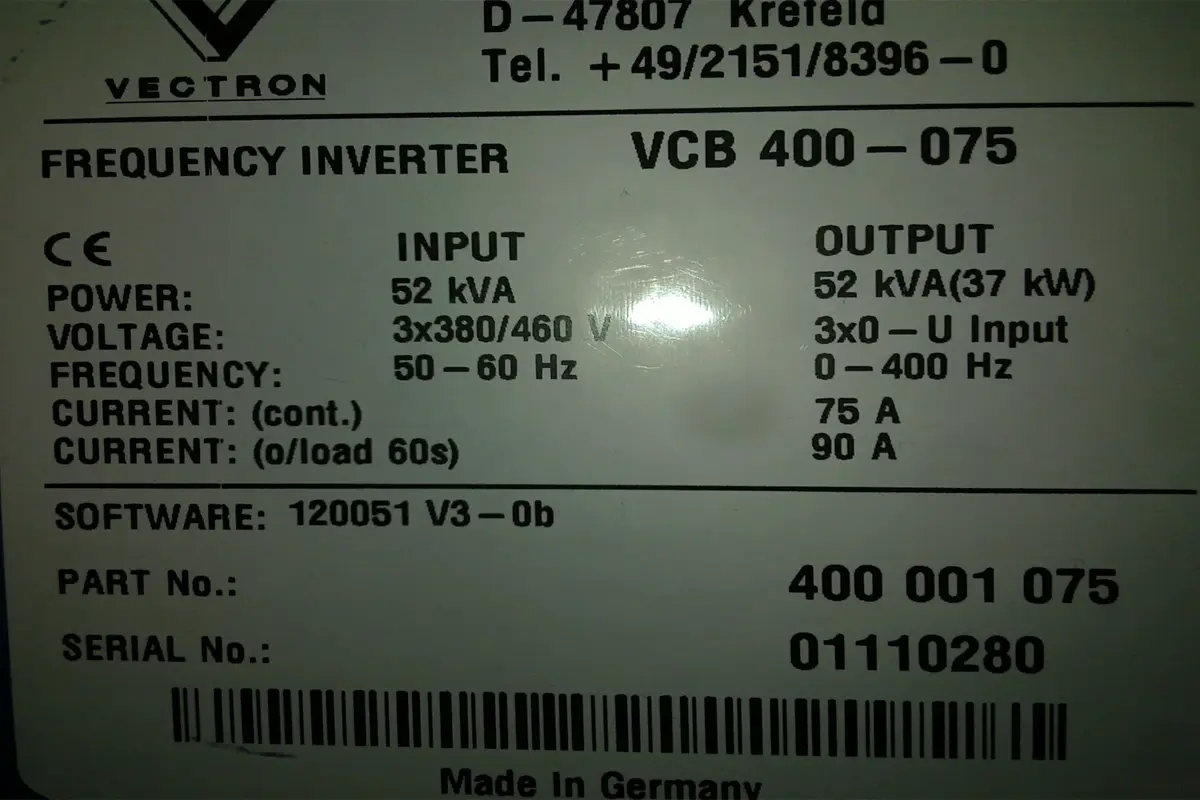 D-47807 Krefeld
Tel. +49/2151/8396-0
VECTRON
FREQUENCY INVERTER VCB 400-075
CE INPUT OUTPUT
POWER: 52 kVA 52 kVA(37 kW)
VOLTAGE: 3x380/460 V 3x0-U Input
FREQUENCY: 50-60 Hz 0-400 Hz
CURRENT: (cont.) 75 A
CURRENT: (o/load 60s) 90 A
SOFTWARE: 120051 V3-0b
PART No.: 400 001 075
SERIAL No.: 01110280
Made In Germany